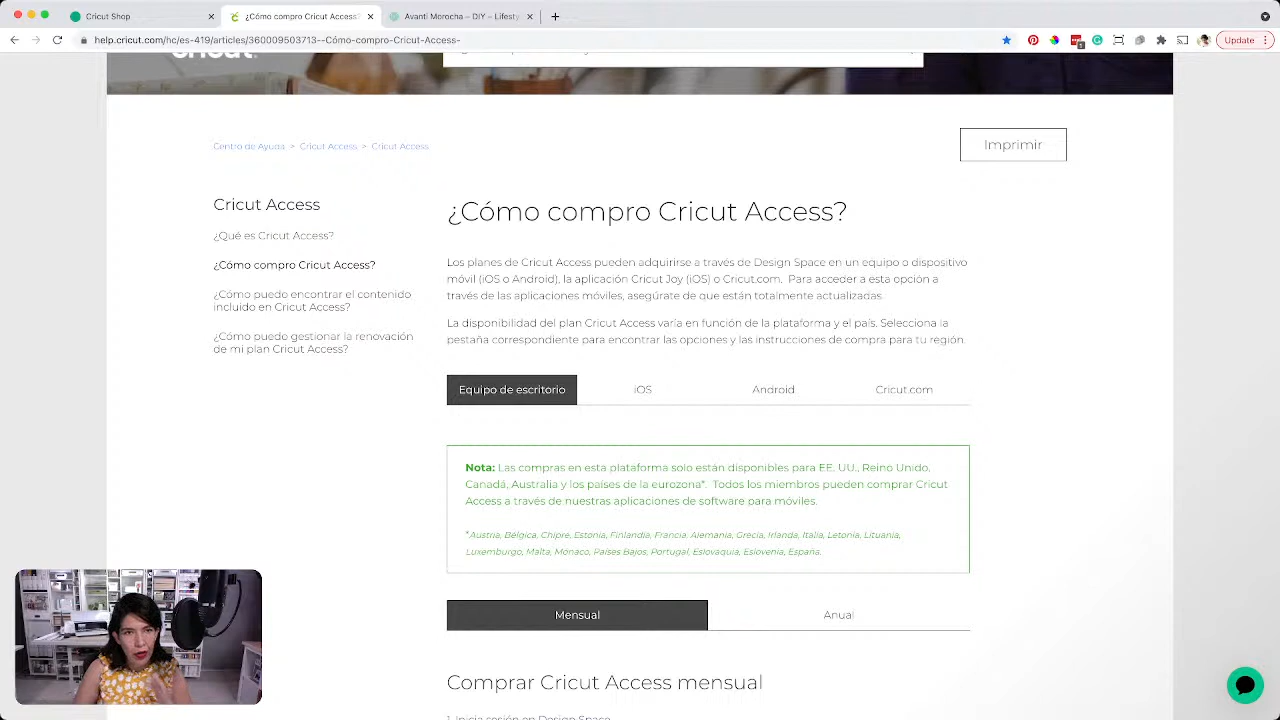 Cricut Shop
¿Cómo compro Cricut Access?
Avanti Morocha – DIY – Lifesty
help.cricut.com/hc/es-419/articles/360009503713--Cómo-compro-Cricut-Access-
Update
1
Cricut
Centro de Ayuda > Cricut Access > Cricut Access
Imprimir
Cricut Access
¿Qué es Cricut Access?
¿Cómo compro Cricut Access?
¿Cómo puedo encontrar el contenido
incluido en Cricut Access?
¿Cómo puedo gestionar la renovación
de mi plan Cricut Access?
¿Cómo compro Cricut Access?
Los planes de Cricut Access pueden adquirirse a través de Design Space en un equipo o dispositivo
móvil (iOS o Android), la aplicación Cricut Joy (iOS) o Cricut.com. Para acceder a esta opción a
través de las aplicaciones móviles, asegúrate de que están totalmente actualizadas.
La disponibilidad del plan Cricut Access varía en función de la plataforma y el país. Selecciona la
pestaña correspondiente para encontrar las opciones y las instrucciones de compra para tu región.
Equipo de escritorio
iOS
Android
Cricut.com
Nota: Las compras en esta plataforma solo están disponibles para EE. UU., Reino Unido,
Canadá, Australia y los países de la eurozona*. Todos los miembros pueden comprar Cricut
Access a través de nuestras aplicaciones de software para móviles.
*Austria, Bélgica, Chipre, Estonia, Finlandia, Francia, Alemania, Grecia, Irlanda, Italia, Letonia, Lituania,
Luxemburgo, Malta, Mónaco, Países Bajos, Portugal, Eslovaquia, Eslovenia, España.
Mensual
Anual
Comprar Cricut Access mensual
1. Inicia sesión en Design Space